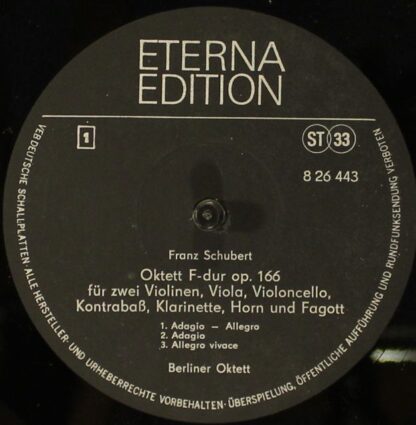 ETERNA
EDITION
1
ST 33
8 26 443
Franz Schubert
Oktett F-dur op. 166
für zwei Violinen, Viola, Violoncello,
Kontrabaß, Klarinette, Horn und Fagott
1. Adagio – Allegro
2. Adagio
3. Allegro vivace
Berliner Oktett
VEB DEUTSCHE SCHALLPLATTEN · ALLE HERSTELLER- UND URHEBERRECHTE VORBEHALTEN · ÜBERSPIELUNG, ÖFFENTLICHE AUFFÜHRUNG UND RUNDFUNKSENDUNG VERBOTEN